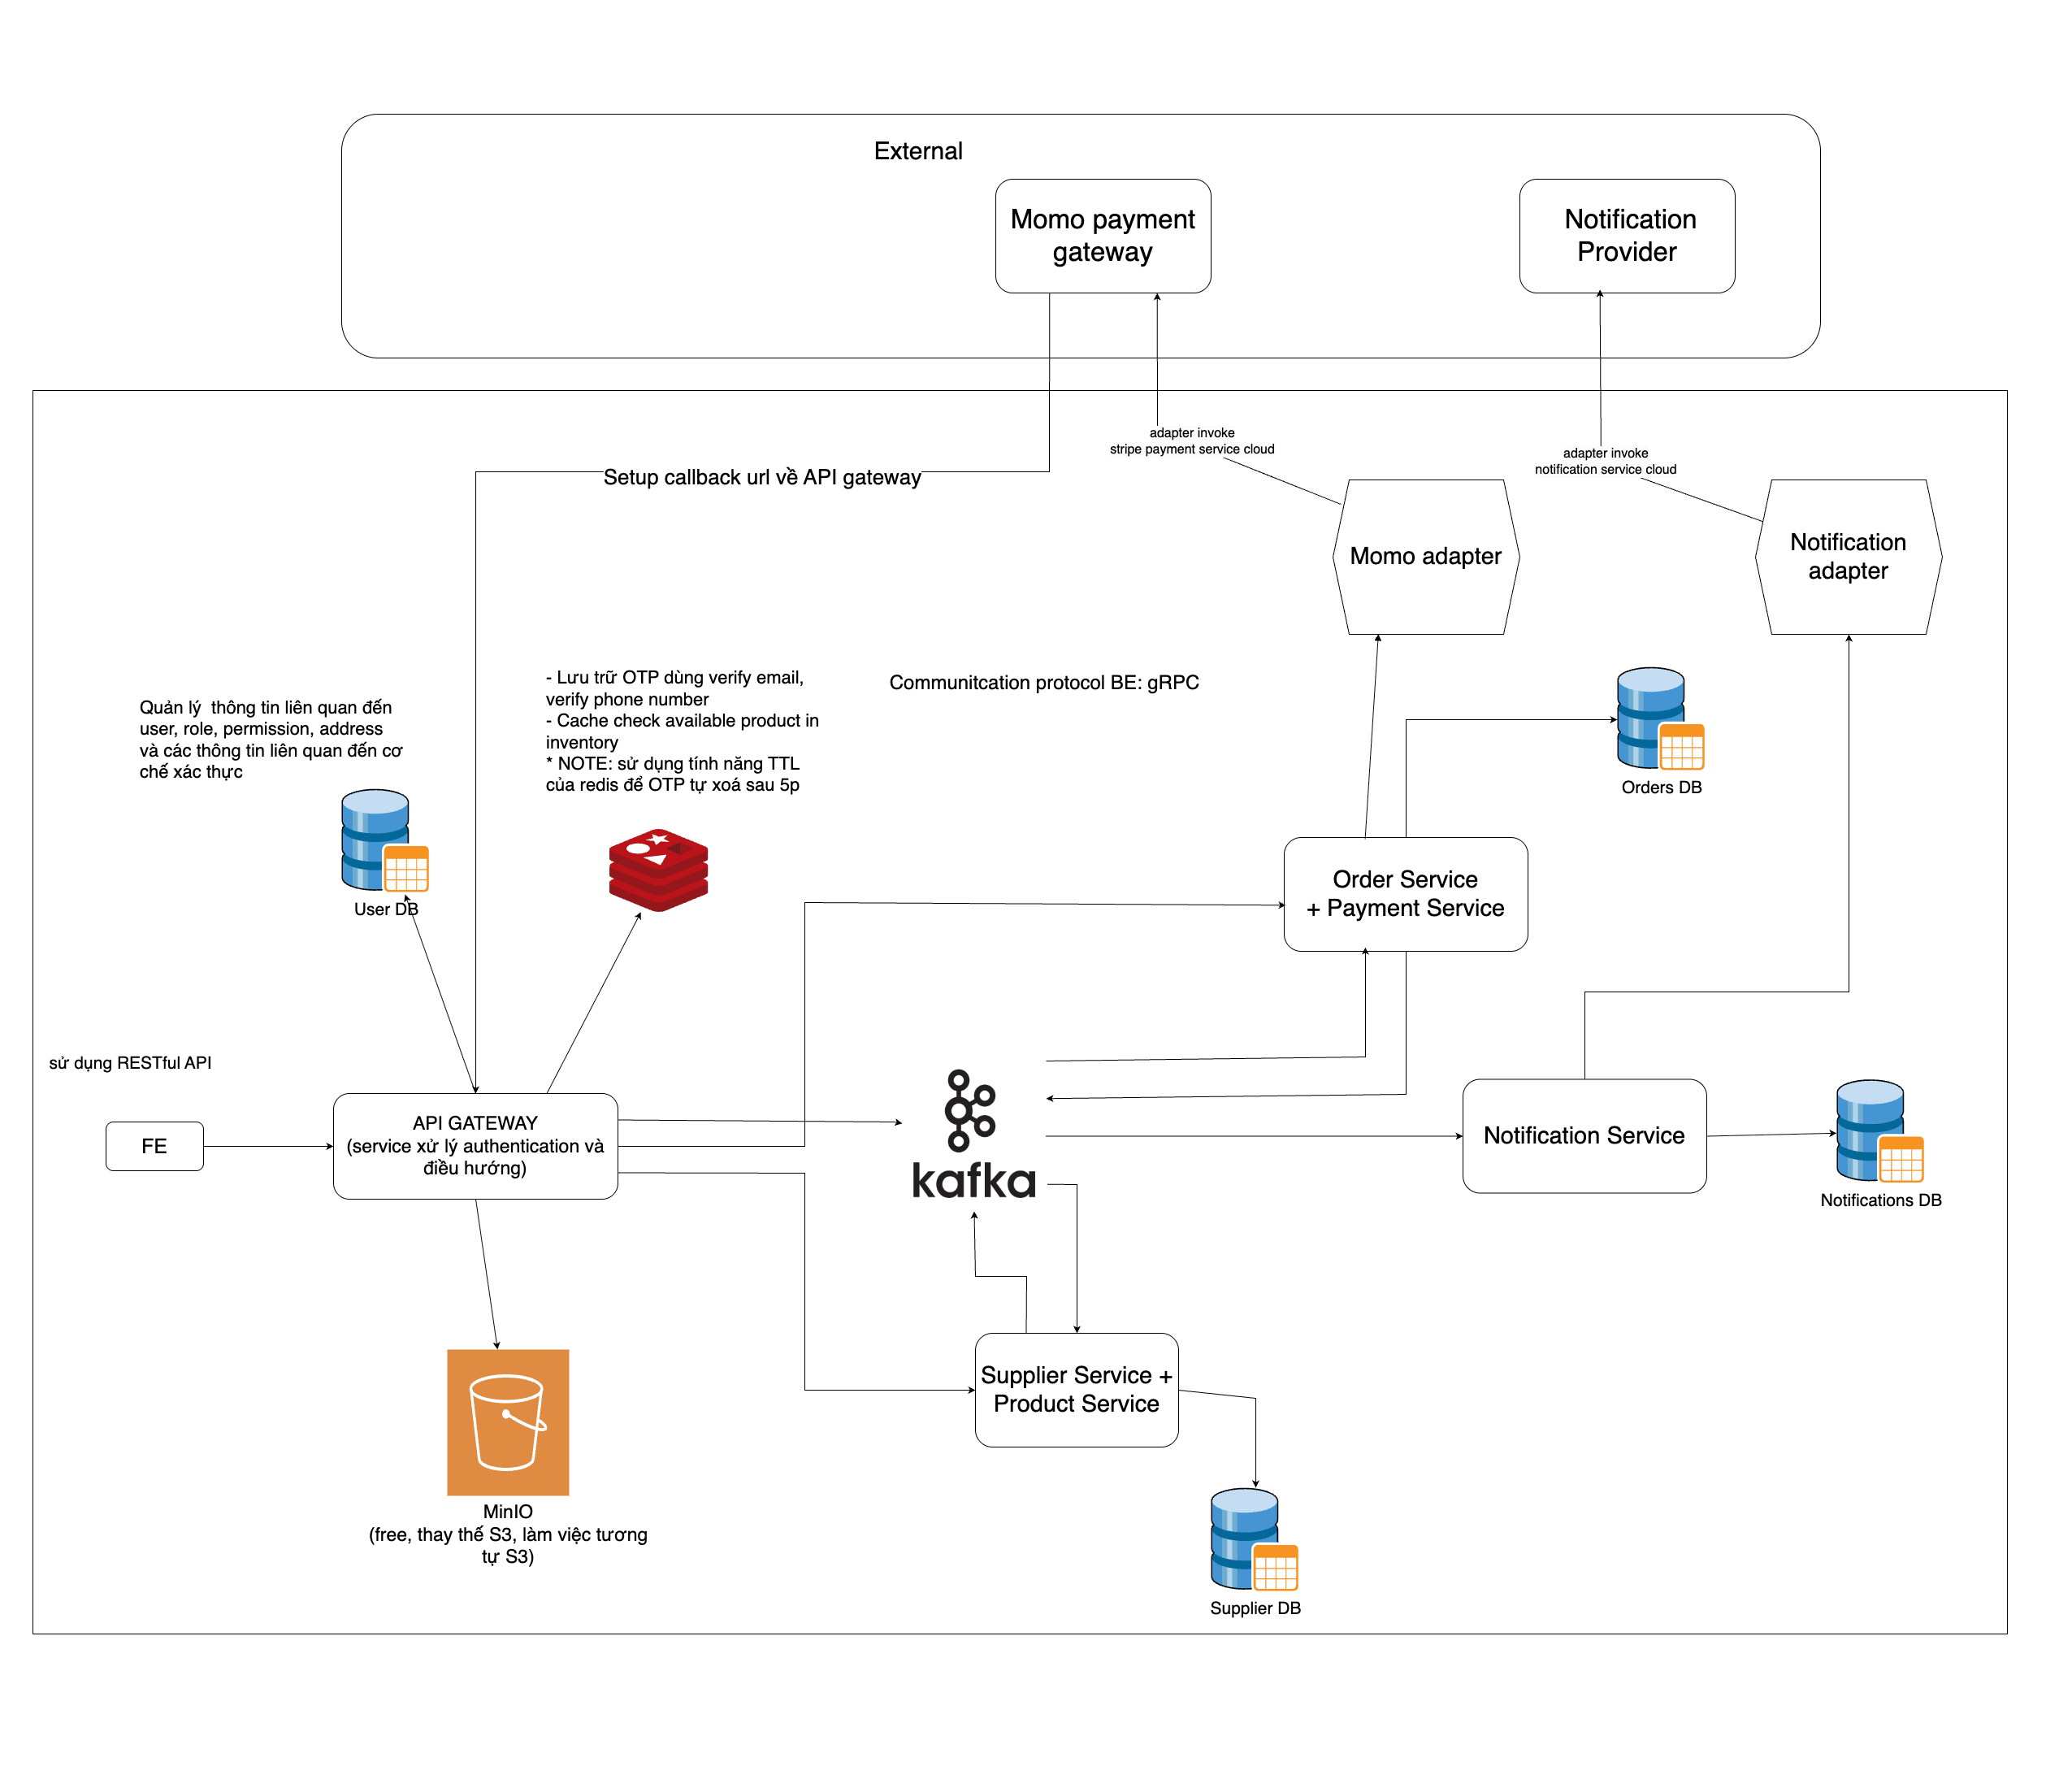 External
Momo payment
gateway
Notification
Provider
adapter invoke
stripe payment service cloud
adapter invoke
notification service cloud
Setup callback url về API gateway
Momo adapter
Notification
adapter
- Lưu trữ OTP dùng verify email,
verify phone number
- Cache check available product in
inventory
* NOTE: sử dụng tính năng TTL
của redis để OTP tự xoá sau 5p
Communitcation protocol BE: gRPC
Quản lý  thông tin liên quan đến
user, role, permission, address
và các thông tin liên quan đến cơ
chế xác thực
Orders DB
User DB
Order Service
+ Payment Service
sử dụng RESTful API
FE
API GATEWAY
(service xử lý authentication và
điều hướng)
kafka
Notification Service
Notifications DB
Supplier Service +
Product Service
MinIO
(free, thay thế S3, làm việc tương
tự S3)
Supplier DB